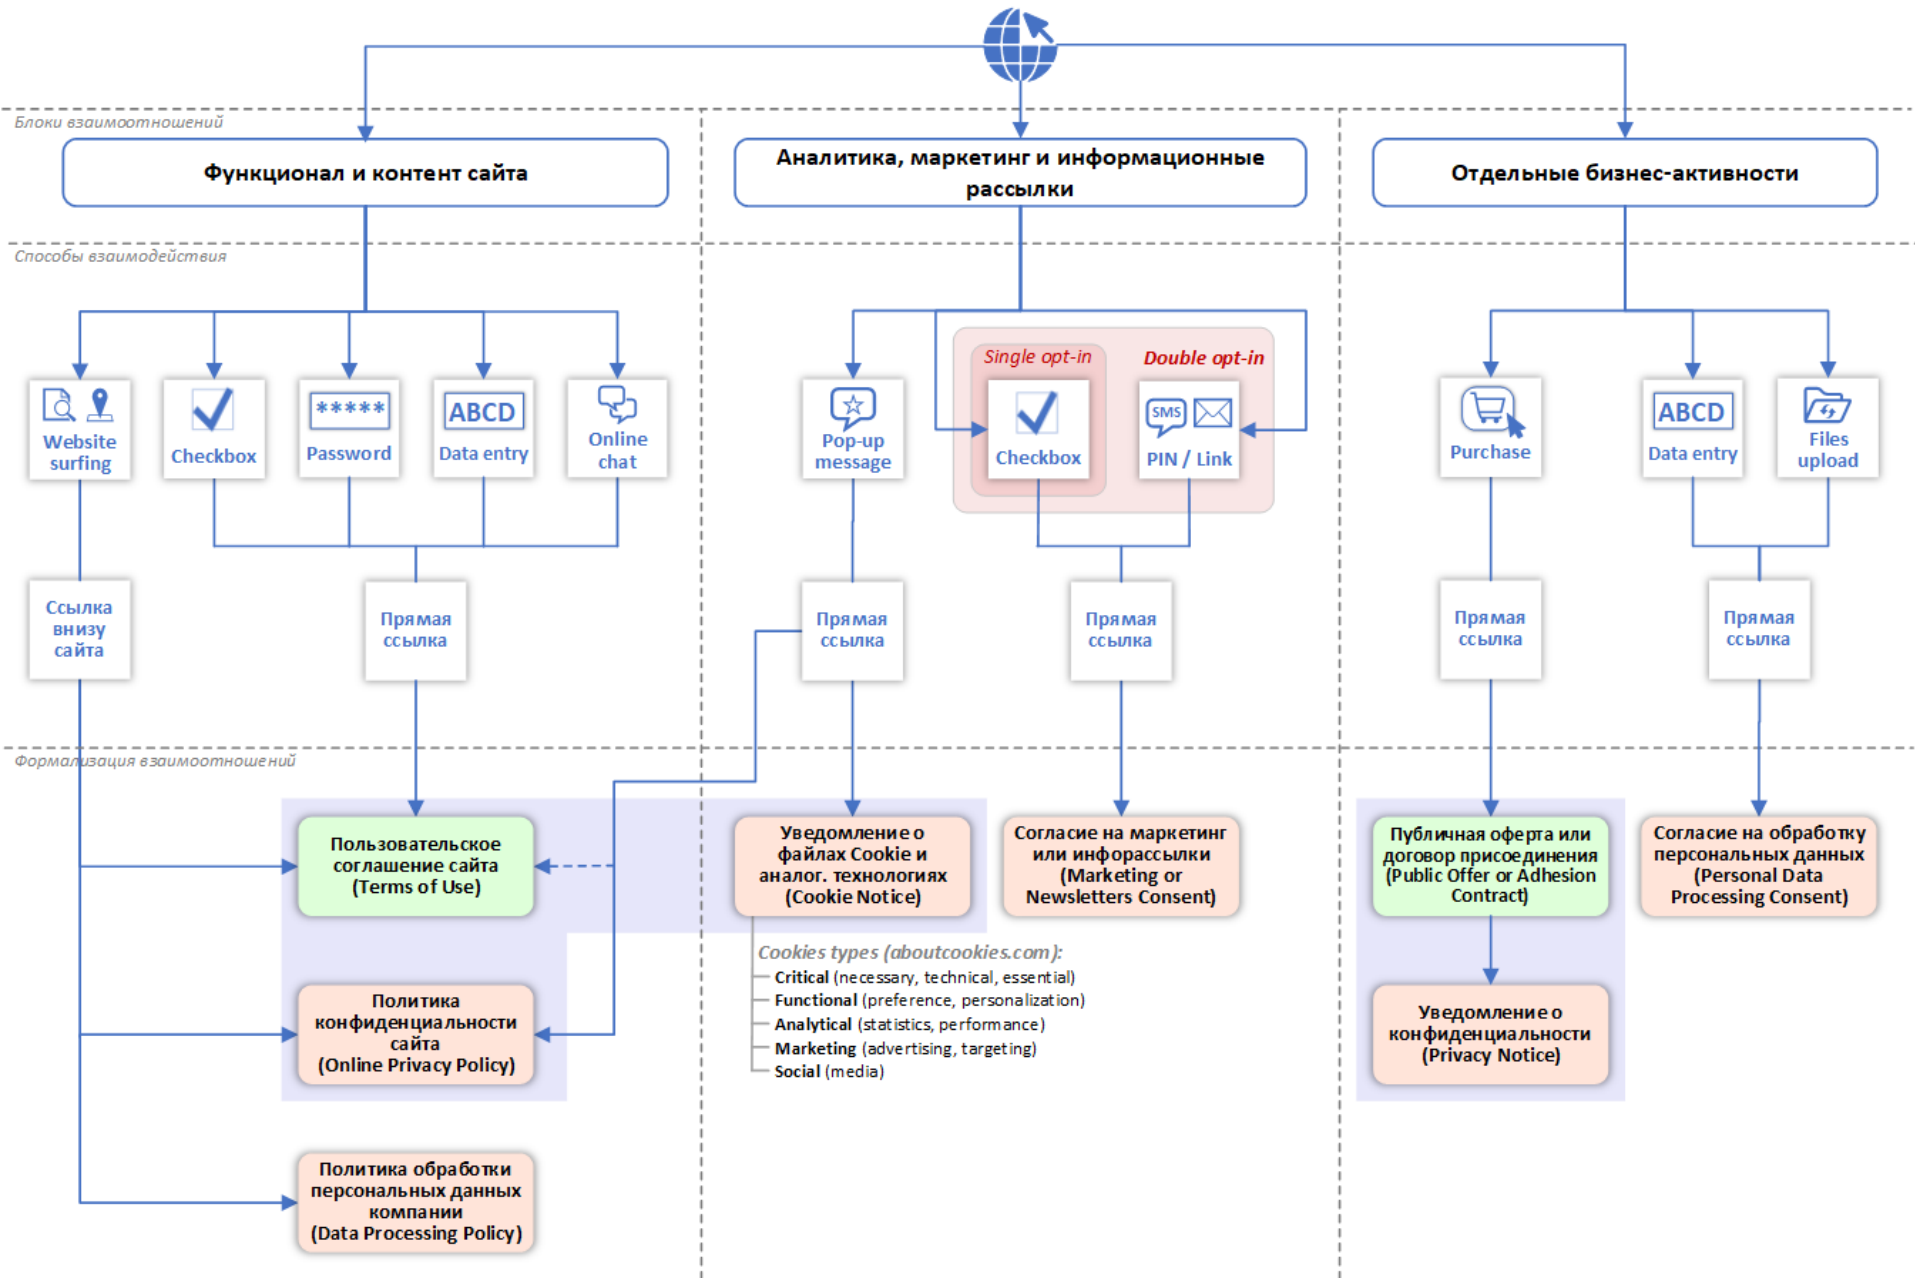 Блоки взаимоотношений
Функционал и контент сайта
Аналитика, маркетинг и информационные
рассылки
Отдельные бизнес-активности
Способы взаимодействия
Website
surfing
Checkbox
*****
Password
ABCD
Data entry
Online
chat
Pop-up
message
Single opt-in
Checkbox
Double opt-in
SMS
PIN / Link
Purchase
ABCD
Data entry
Files
upload
Ссылка
внизу
сайта
Прямая
ссылка
Прямая
ссылка
Прямая
ссылка
Прямая
ссылка
Прямая
ссылка
Формализация взаимоотношений
Пользовательское
соглашение сайта
(Terms of Use)
Уведомление о
файлах Cookie и
аналог. технологиях
(Cookie Notice)
Согласие на маркетинг
или инфорассылки
(Marketing or
Newsletters Consent)
Публичная оферта или
договор присоединения
(Public Offer or Adhesion
Contract)
Согласие на обработку
персональных данных
(Personal Data
Processing Consent)
Cookies types (aboutcookies.com):
Critical (necessary, technical, essential)
Functional (preference, personalization)
Analytical (statistics, performance)
Marketing (advertising, targeting)
Social (media)
Политика
конфиденциальности
сайта
(Online Privacy Policy)
Уведомление о
конфиденциальности
(Privacy Notice)
Политика обработки
персональных данных
компании
(Data Processing Policy)